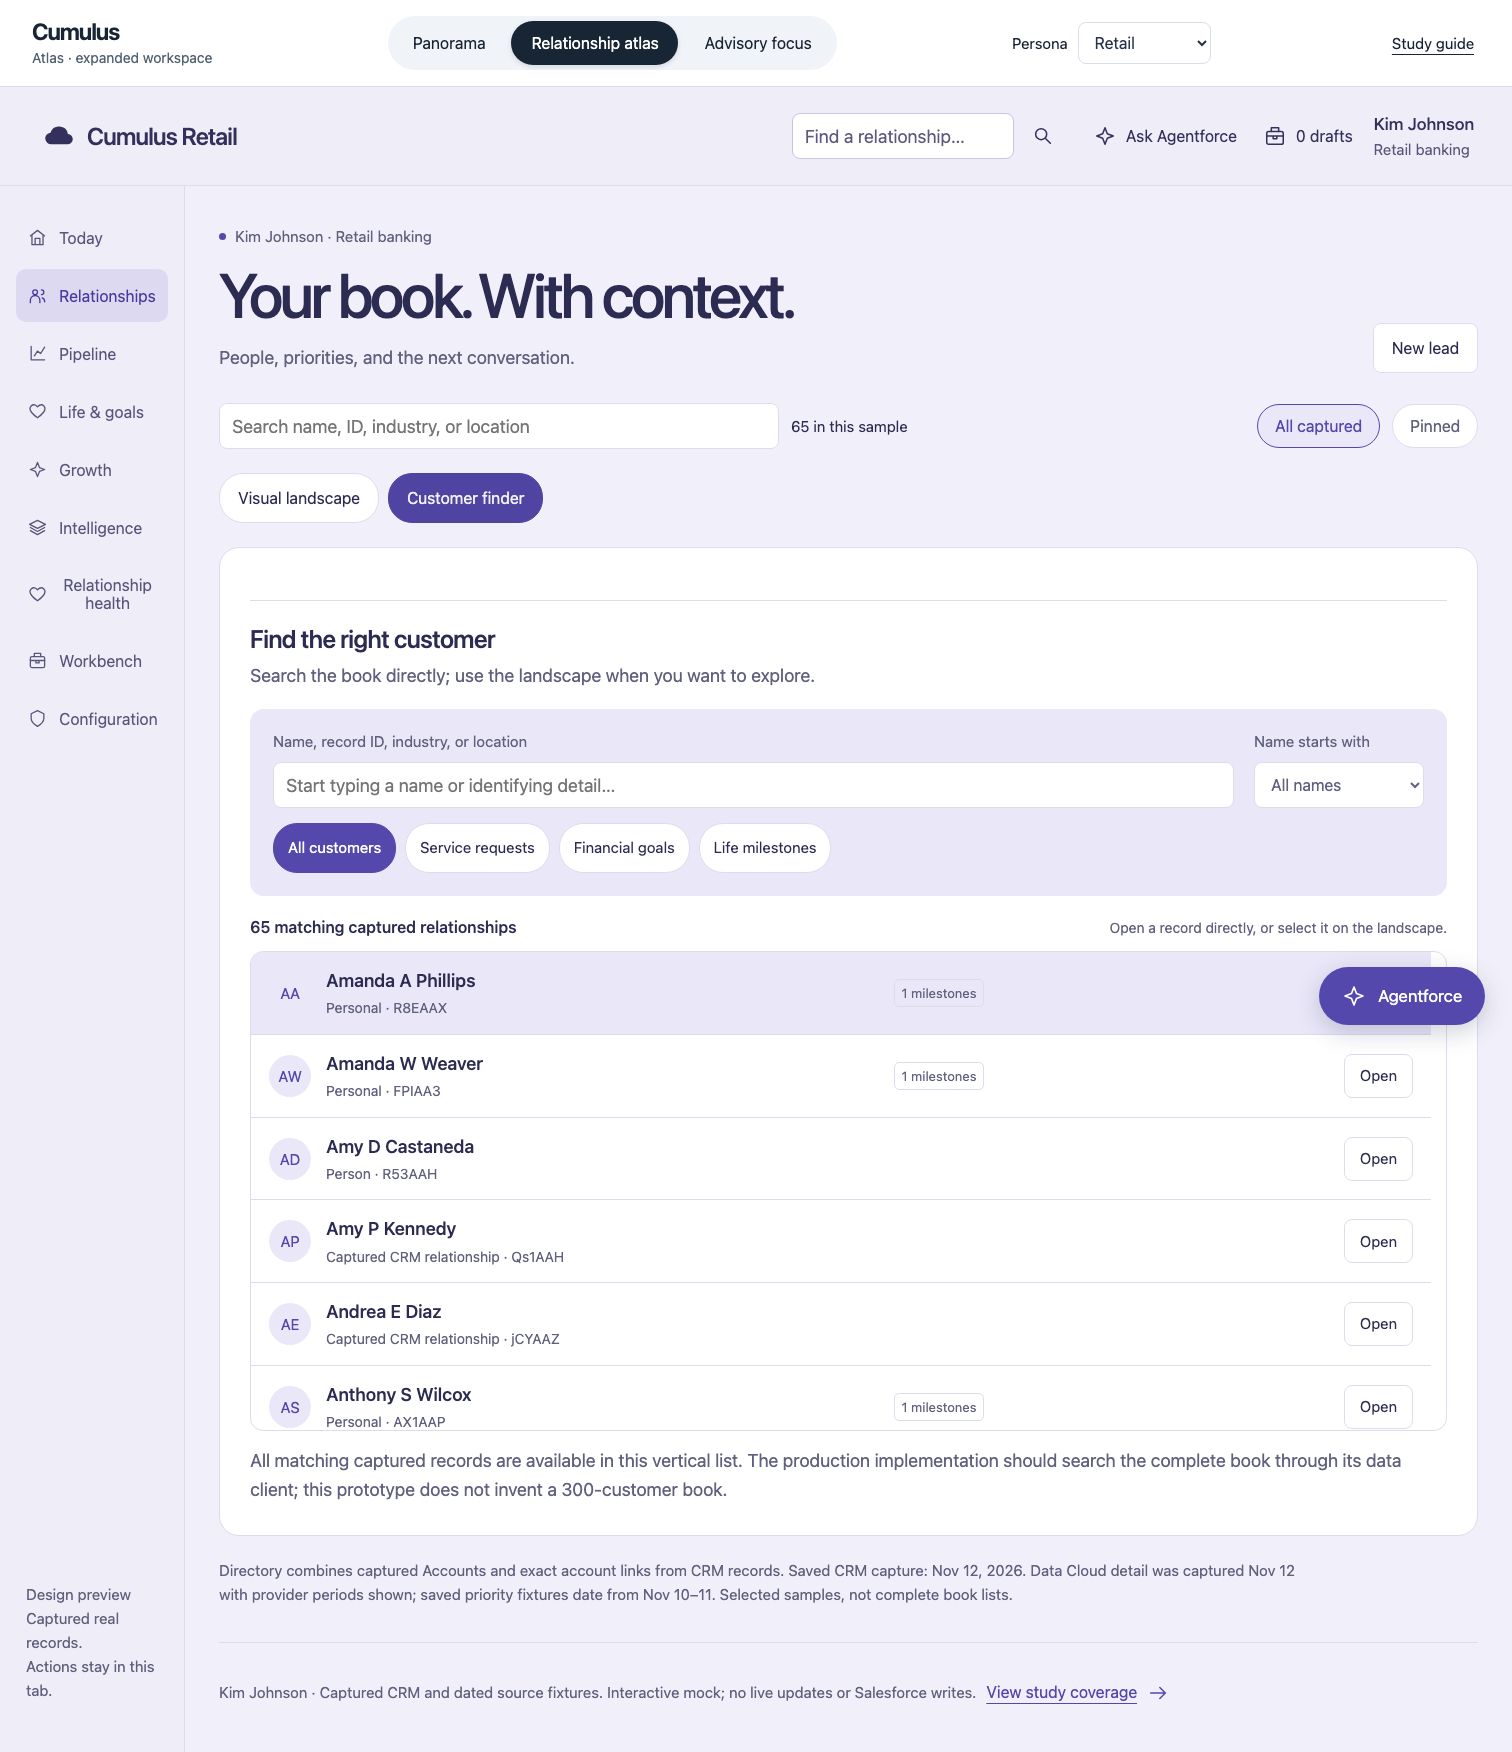 Cumulus
Atlas · expanded workspace
Panorama
Relationship atlas
Advisory focus
Persona
Retail
Study guide
Cumulus Retail
Find a relationship...
Ask Agentforce
0 drafts
Kim Johnson
Retail banking
Today
Relationships
Pipeline
Life & goals
Growth
Intelligence
Relationship
health
Workbench
Configuration
Design preview
Captured real
records.
Actions stay in this
tab.
Kim Johnson · Retail banking
Your book. With context.
People, priorities, and the next conversation.
New lead
Search name, ID, industry, or location
65 in this sample
All captured
Pinned
Visual landscape
Customer finder
Find the right customer
Search the book directly; use the landscape when you want to explore.
Name, record ID, industry, or location
Name starts with
Start typing a name or identifying detail...
All names
All customers
Service requests
Financial goals
Life milestones
65 matching captured relationships
Open a record directly, or select it on the landscape.
AA
Amanda A Phillips
Personal · R8EAAX
1 milestones
Agentforce
AW
Amanda W Weaver
Personal · FPIAA3
1 milestones
Open
AD
Amy D Castaneda
Person · R53AAH
Open
AP
Amy P Kennedy
Captured CRM relationship · Qs1AAH
Open
AE
Andrea E Diaz
Captured CRM relationship · jCYAAZ
Open
AS
Anthony S Wilcox
Personal · AX1AAP
1 milestones
Open
All matching captured records are available in this vertical list. The production implementation should search the complete book through its data
client; this prototype does not invent a 300-customer book.
Directory combines captured Accounts and exact account links from CRM records. Saved CRM capture: Nov 12, 2026. Data Cloud detail was captured Nov 12
with provider periods shown; saved priority fixtures date from Nov 10–11. Selected samples, not complete book lists.
Kim Johnson · Captured CRM and dated source fixtures. Interactive mock; no live updates or Salesforce writes.
View study coverage